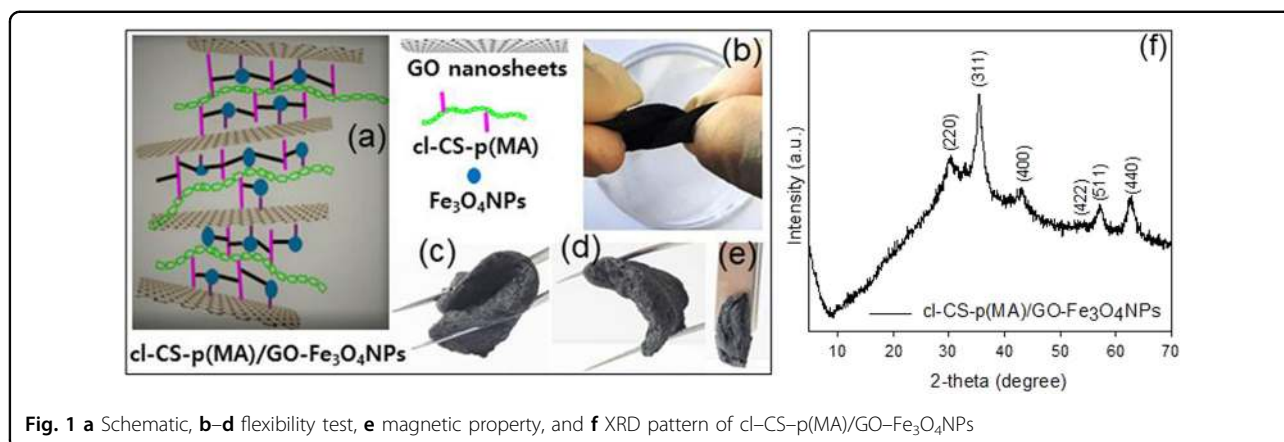 (a)
GO nanosheets
cl-CS-p(MA)
Fe₃O₄NPs
(b)
(c)
(d)
(e)
cl-CS-p(MA)/GO-Fe₃O₄NPs
(f)
Intensity (a.u.)
(220)
(311)
(400)
(422)
(511)
(440)
cl-CS-p(MA)/GO-Fe₃O₄NPs
10 20 30 40 50 60 70
2-theta (degree)
Fig. 1 a Schematic, b–d flexibility test, e magnetic property, and f XRD pattern of cl–CS–p(MA)/GO–Fe₃O₄NPs